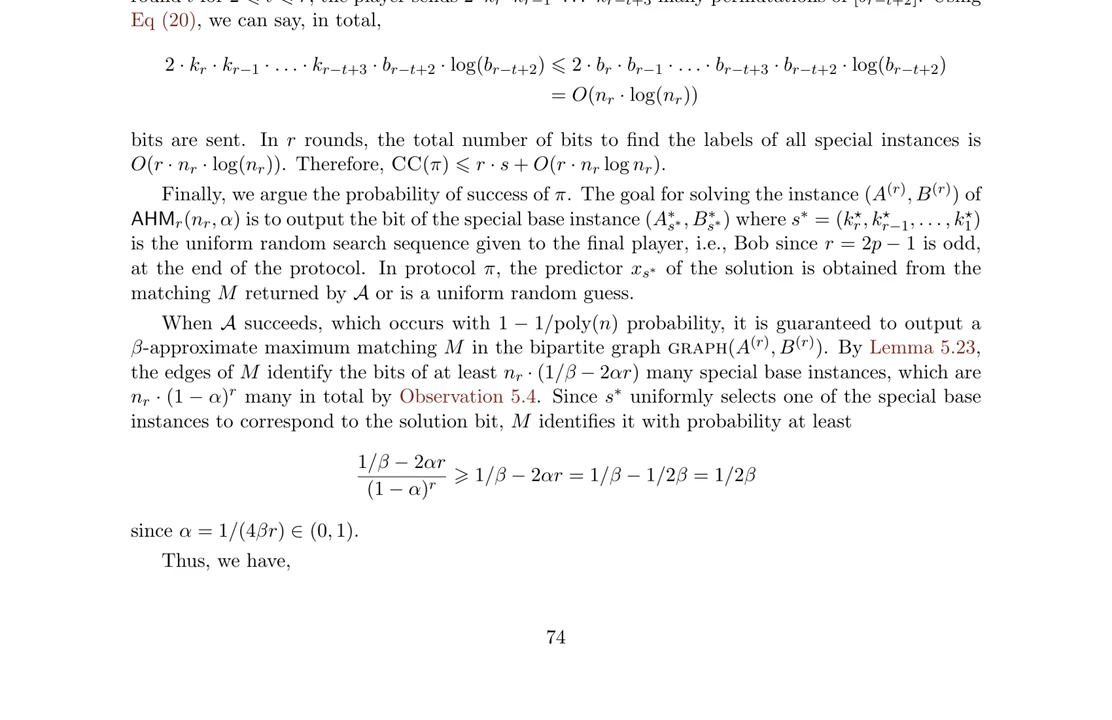 Eq (20), we can say, in total,
2 · k_r · k_{r−1} · … · k_{r−t+3} · b_{r−t+2} · log(b_{r−t+2}) ⩽ 2 · b_r · b_{r−1} · … · b_{r−t+3} · b_{r−t+2} · log(b_{r−t+2})
= O(n_r · log(n_r))
bits are sent. In r rounds, the total number of bits to find the labels of all special instances is
O(r · n_r · log(n_r)). Therefore, CC(π) ⩽ r · s + O(r · n_r log n_r).
Finally, we argue the probability of success of π. The goal for solving the instance (A^{(r)}, B^{(r)}) of
AHM_r(n_r, α) is to output the bit of the special base instance (A^*_{s^*}, B^*_{s^*}) where s^* = (k^⋆_r, k^⋆_{r−1}, …, k^⋆_1)
is the uniform random search sequence given to the final player, i.e., Bob since r = 2p − 1 is odd,
at the end of the protocol. In protocol π, the predictor x_{s^*} of the solution is obtained from the
matching M returned by 𝒜 or is a uniform random guess.
When 𝒜 succeeds, which occurs with 1 − 1/poly(n) probability, it is guaranteed to output a
β-approximate maximum matching M in the bipartite graph GRAPH(A^{(r)}, B^{(r)}). By Lemma 5.23,
the edges of M identify the bits of at least n_r · (1/β − 2αr) many special base instances, which are
n_r · (1 − α)^r many in total by Observation 5.4. Since s^* uniformly selects one of the special base
instances to correspond to the solution bit, M identifies it with probability at least
(1/β − 2αr)/(1 − α)^r ⩾ 1/β − 2αr = 1/β − 1/2β = 1/2β
since α = 1/(4βr) ∈ (0, 1).
Thus, we have,
74